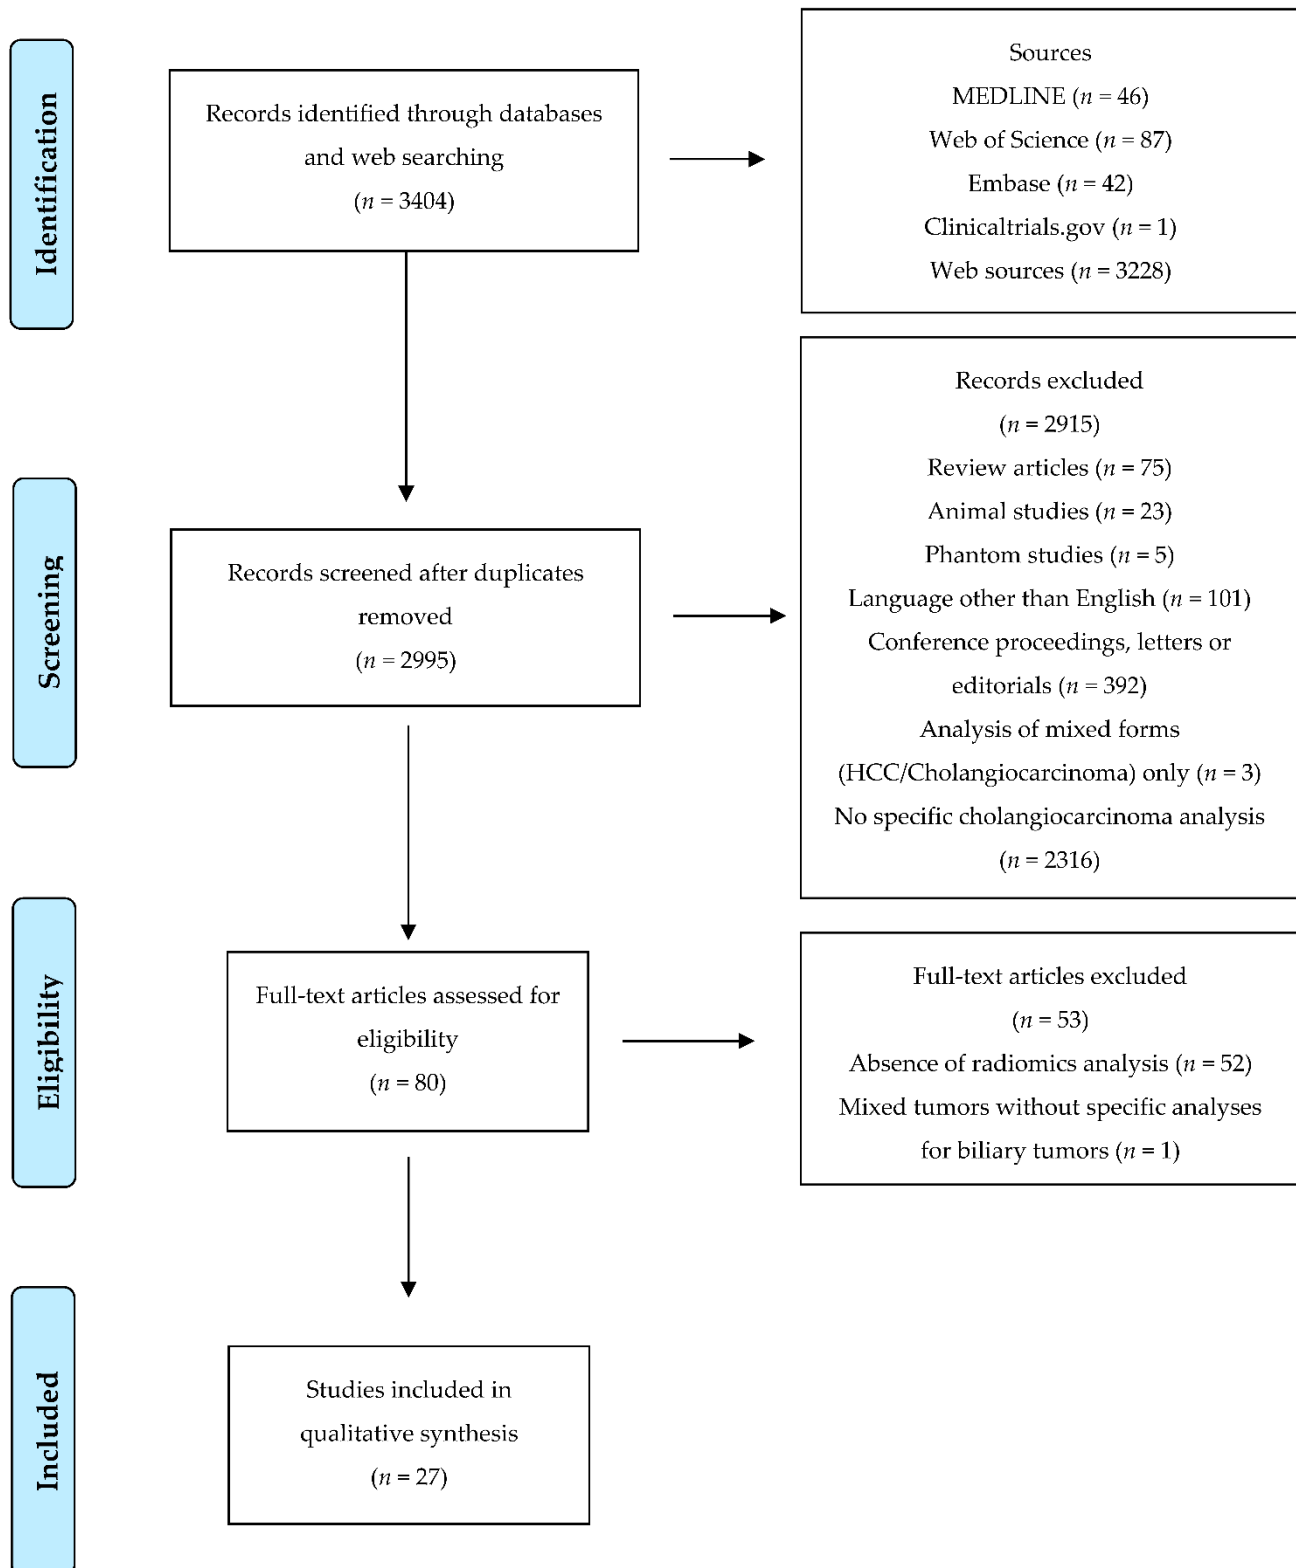 Identification
Records identified through databases
and web searching
(n = 3404)
Sources
MEDLINE (n = 46)
Web of Science (n = 87)
Embase (n = 42)
Clinicaltrials.gov (n = 1)
Web sources (n = 3228)
Screening
Records screened after duplicates
removed
(n = 2995)
Records excluded
(n = 2915)
Review articles (n = 75)
Animal studies (n = 23)
Phantom studies (n = 5)
Language other than English (n = 101)
Conference proceedings, letters or
editorials (n = 392)
Analysis of mixed forms
(HCC/Cholangiocarcinoma) only (n = 3)
No specific cholangiocarcinoma analysis
(n = 2316)
Eligibility
Full-text articles assessed for
eligibility
(n = 80)
Full-text articles excluded
(n = 53)
Absence of radiomics analysis (n = 52)
Mixed tumors without specific analyses
for biliary tumors (n = 1)
Included
Studies included in
qualitative synthesis
(n = 27)